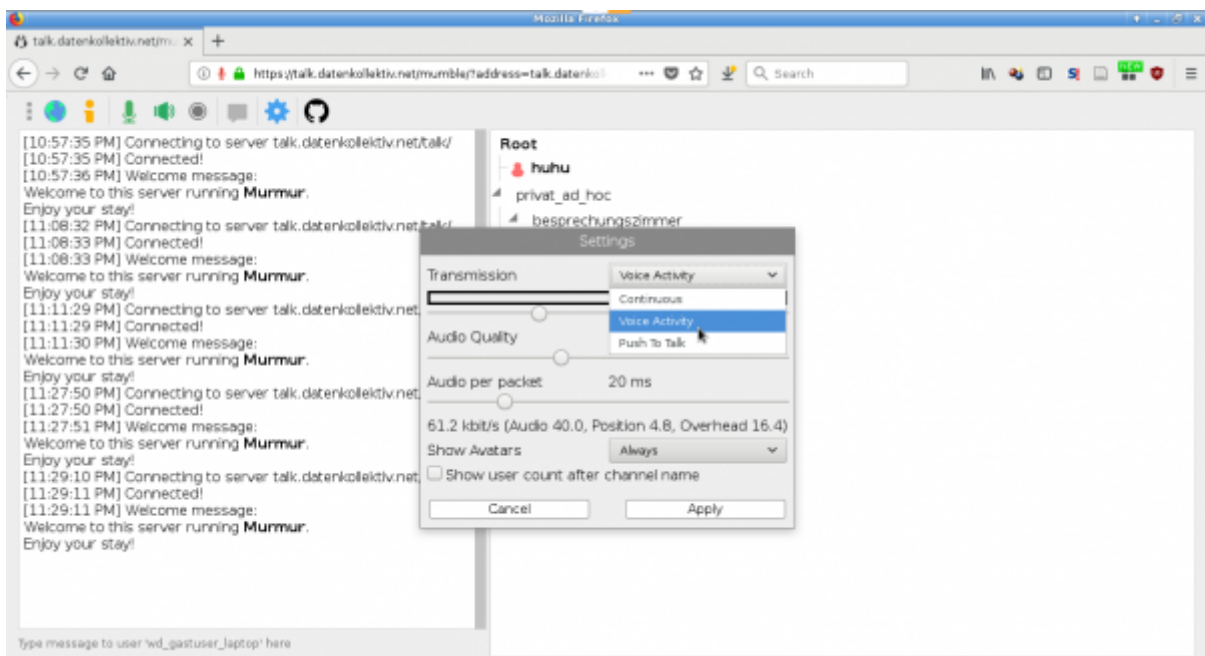 Mozilla Firefox
talk.datenkollektiv.net/m
https://talk.datenkollektiv.net/mumble/?address=talk.datenkol
Search
NEW
[10:57:35 PM] Connecting to server talk.datenkollektiv.net/talk/
[10:57:35 PM] Connected!
[10:57:36 PM] Welcome message:
Welcome to this server running Murmur.
Enjoy your stay!
[11:08:32 PM] Connecting to server talk.datenkollektiv.net/talk/
[11:08:33 PM] Connected!
[11:08:33 PM] Welcome message:
Welcome to this server running Murmur.
Enjoy your stay!
[11:11:29 PM] Connecting to server talk.datenkollektiv.net
[11:11:29 PM] Connected!
[11:11:30 PM] Welcome message:
Welcome to this server running Murmur.
Enjoy your stay!
[11:27:50 PM] Connecting to server talk.datenkollektiv.net
[11:27:50 PM] Connected!
[11:27:51 PM] Welcome message:
Welcome to this server running Murmur.
Enjoy your stay!
[11:29:10 PM] Connecting to server talk.datenkollektiv.net
[11:29:11 PM] Connected!
[11:29:11 PM] Welcome message:
Welcome to this server running Murmur.
Enjoy your stay!
Type message to user 'wd_gastuser_laptop' here
Root
huhu
privat_ad_hoc
besprechungszimmer
Settings
Transmission Voice Activity
Continuous
Voice Activity
Push To Talk
Audio Quality
Audio per packet 20 ms
61.2 kbit/s (Audio 40.0, Position 4.8, Overhead 16.4)
Show Avatars Always
Show user count after channel name
Cancel Apply